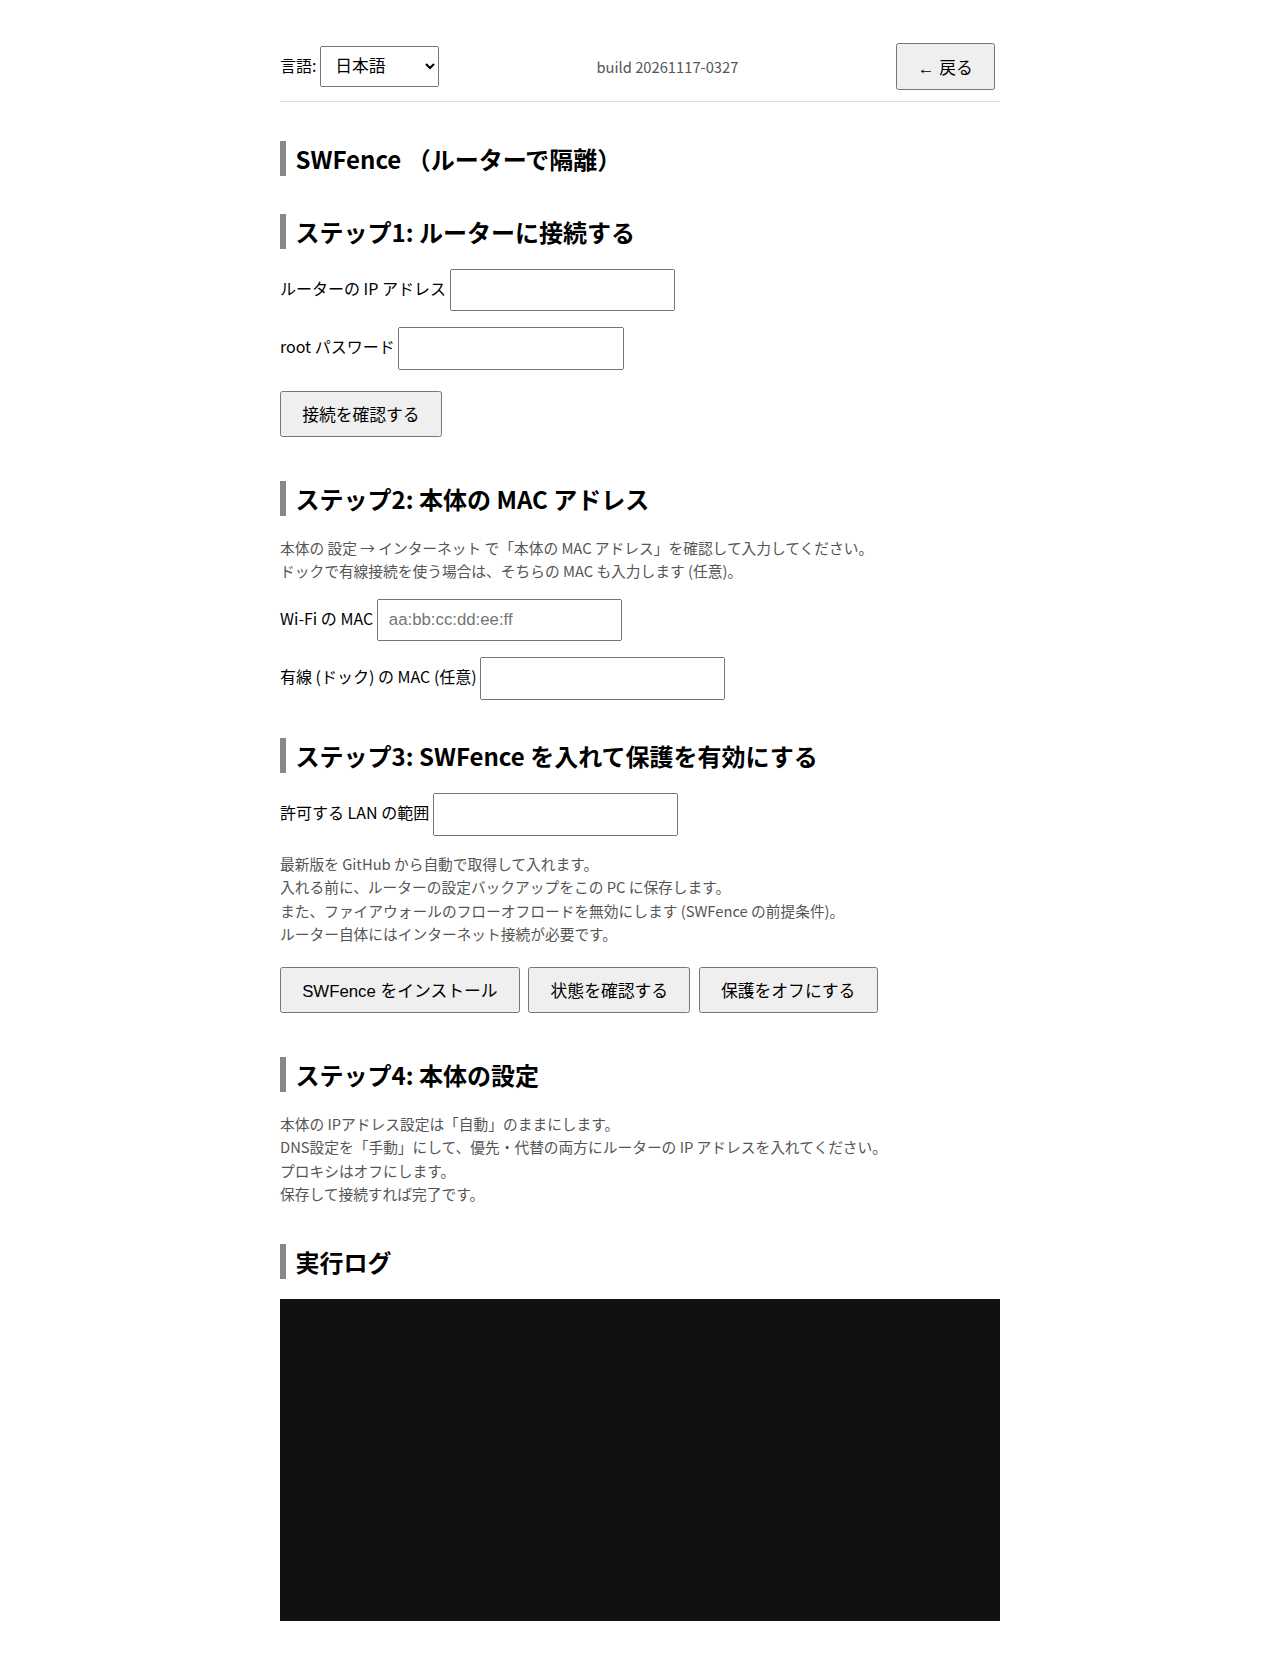 言語: 日本語
build 20261117-0327
← 戻る
SWFence （ルーターで隔離）
ステップ1: ルーターに接続する
ルーターの IP アドレス
root パスワード
接続を確認する
ステップ2: 本体の MAC アドレス
本体の 設定 → インターネット で「本体の MAC アドレス」を確認して入力してください。
ドックで有線接続を使う場合は、そちらの MAC も入力します (任意)。
Wi-Fi の MAC aa:bb:cc:dd:ee:ff
有線 (ドック) の MAC (任意)
ステップ3: SWFence を入れて保護を有効にする
許可する LAN の範囲
最新版を GitHub から自動で取得して入れます。
入れる前に、ルーターの設定バックアップをこの PC に保存します。
また、ファイアウォールのフローオフロードを無効にします (SWFence の前提条件)。
ルーター自体にはインターネット接続が必要です。
SWFence をインストール 状態を確認する 保護をオフにする
ステップ4: 本体の設定
本体の IPアドレス設定は「自動」のままにします。
DNS設定を「手動」にして、優先・代替の両方にルーターの IP アドレスを入れてください。
プロキシはオフにします。
保存して接続すれば完了です。
実行ログ